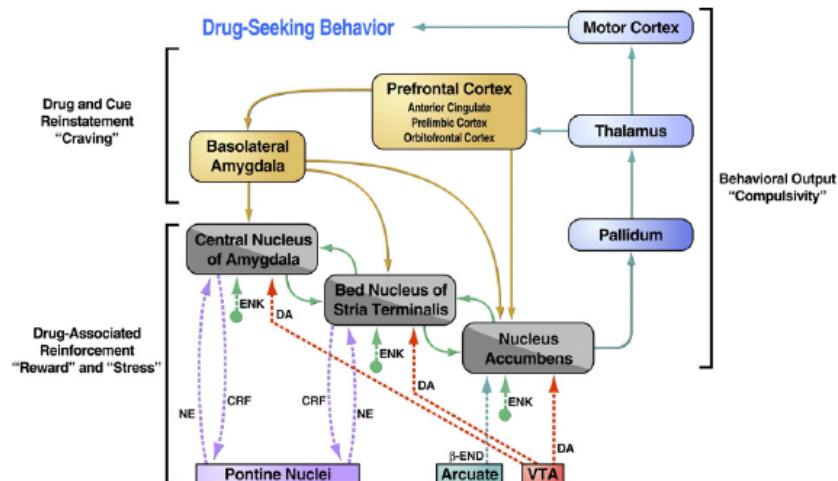 Drug-Seeking Behavior
Motor Cortex
Drug and Cue
Reinstatement
“Craving”
Prefrontal Cortex
Anterior Cingulate
Prelimbic Cortex
Orbitofrontal Cortex
Thalamus
Basolateral
Amygdala
Behavioral Output
“Compulsivity”
Central Nucleus
of Amygdala
Pallidum
Bed Nucleus of
Stria Terminalis
ENK
DA
Drug-Associated
Reinforcement
“Reward” and “Stress”
Nucleus
Accumbens
ENK
DA
NE
CRF
CRF
NE
ENK
DA
β-END
Pontine Nuclei
Arcuate
VTA